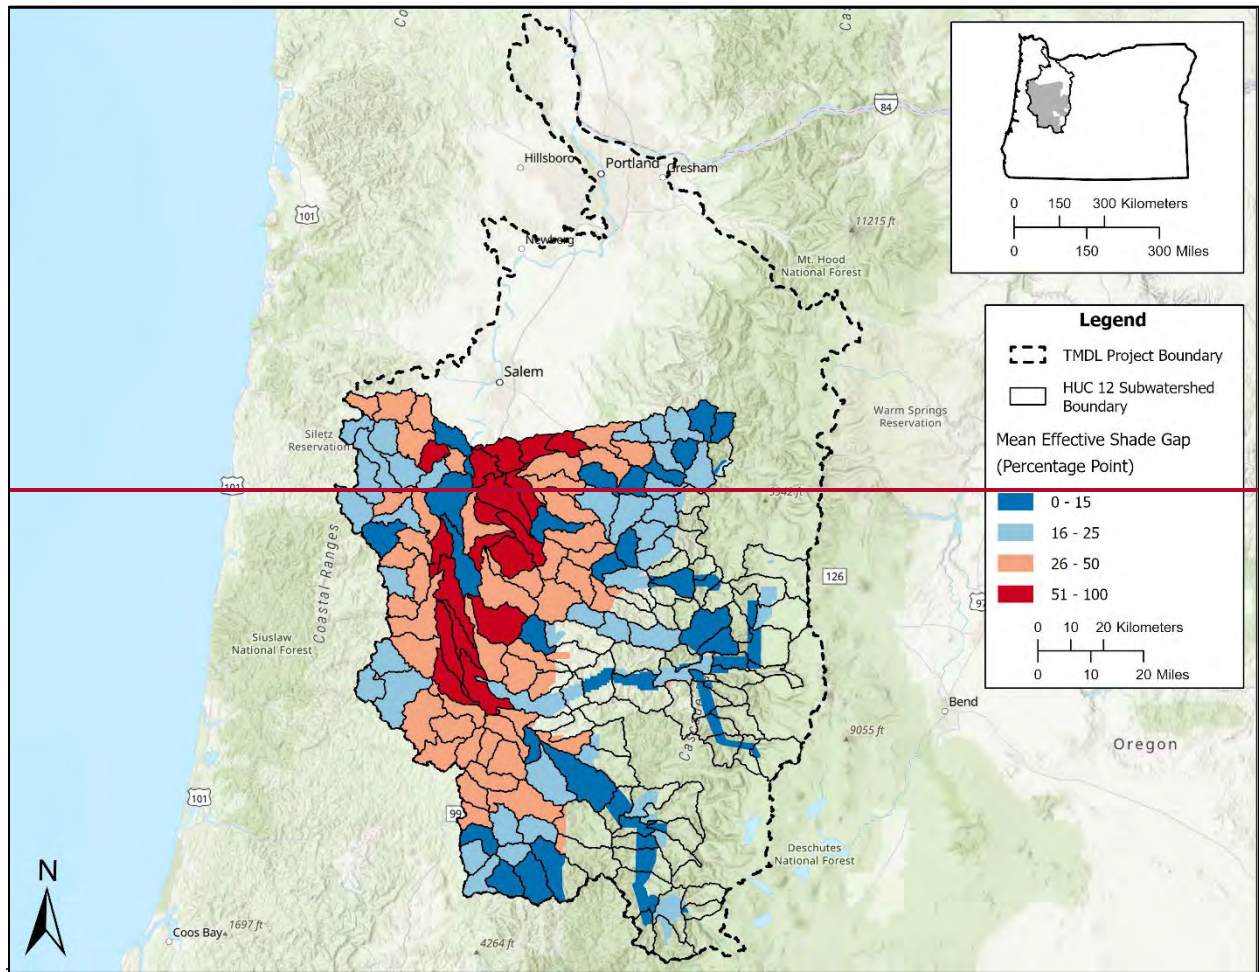 Co
Cas
84
Hillsboro
Portland
Gresham
101
11215 ft
Newberg
Mt. Hood
National Forest
Salem
Siletz
Reservation
Warm Springs
Reservation
101
Coastal Ranges
126
97
Siuslaw
National Forest
Bend
Casc
9055 ft
Oregon
101
99
Deschutes
National Forest
N
Coos Bay
1697 ft
4264 ft
0 150 300 Kilometers
0 150 300 Miles
Legend
TMDL Project Boundary
HUC 12 Subwatershed
Boundary
Mean Effective Shade Gap
(Percentage Point)
0 - 15
16 - 25
26 - 50
51 - 100
0 10 20 Kilometers
0 10 20 Miles